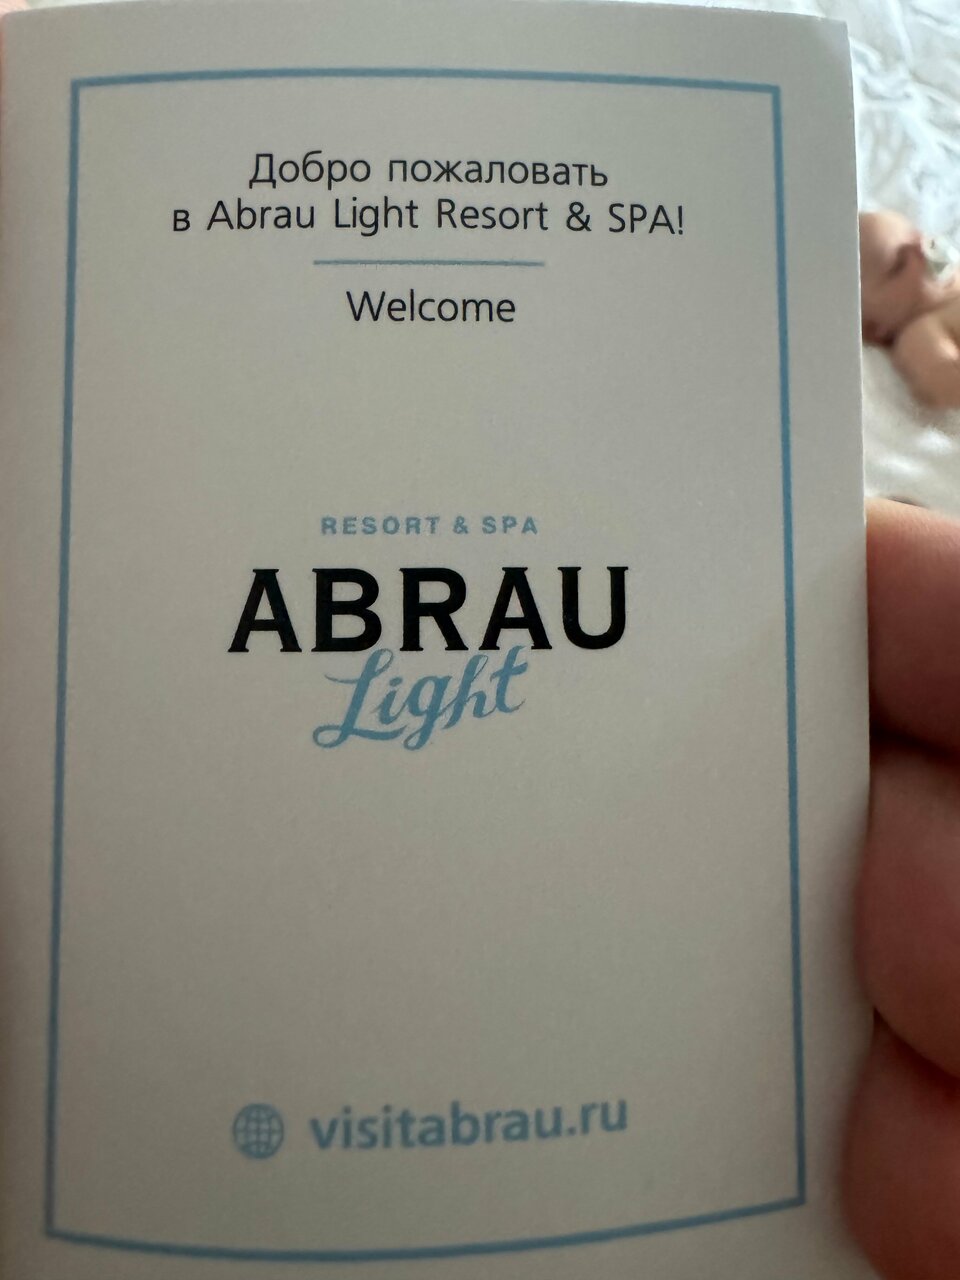 Добро пожаловать
в Abrau Light Resort & SPA!
Welcome
RESORT & SPA
ABRAU
Light
visitabrau.ru